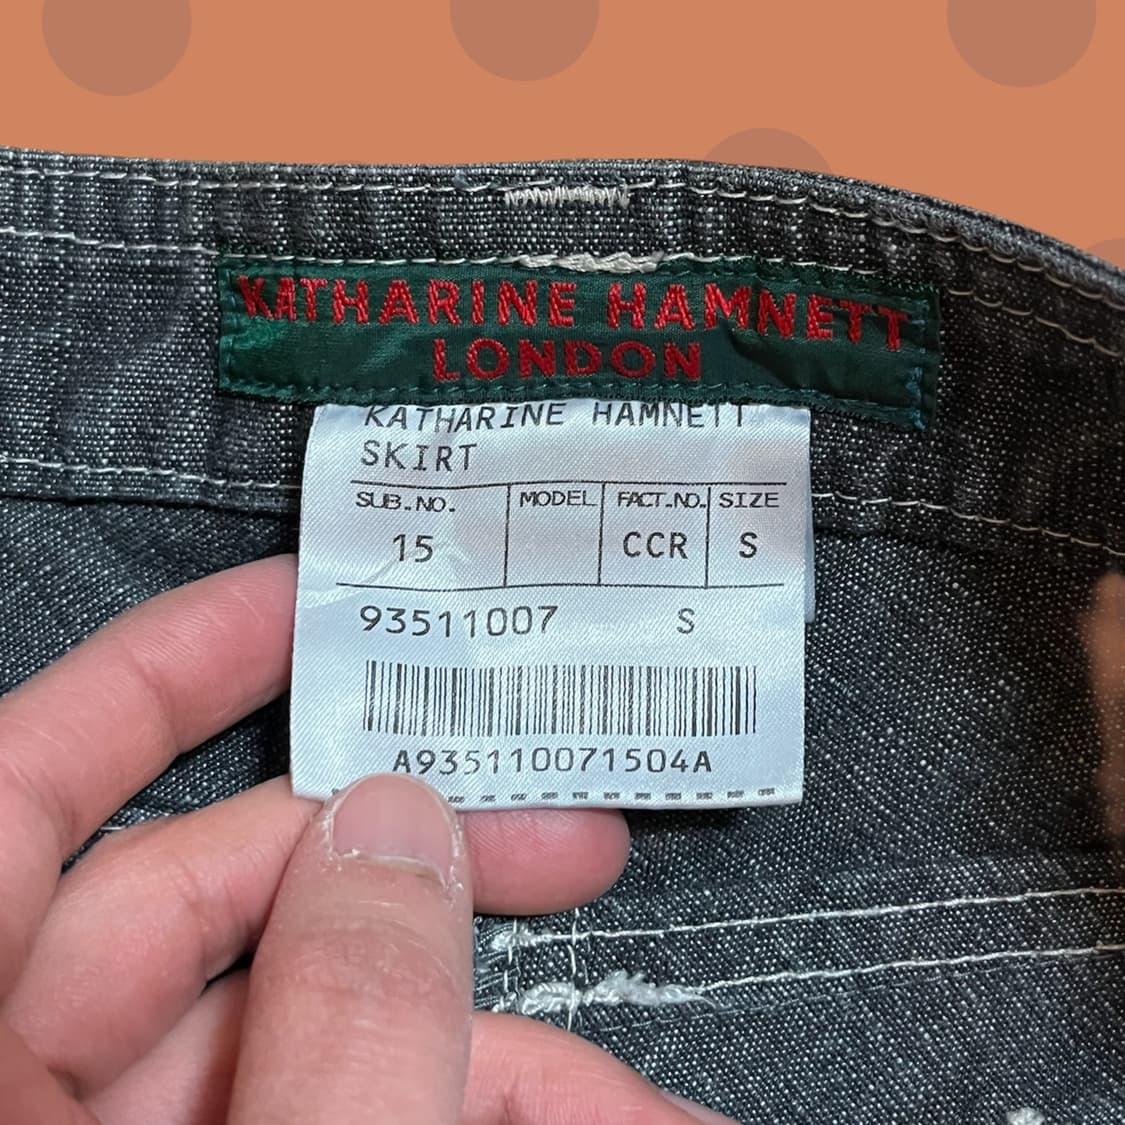 KATHARINE HAMNETT
LONDON
KATHARINE HAMNETT
SKIRT
SUB.NO. MODEL FACT.NO. SIZE
15 CCR S
93511007 S
A935110071504A